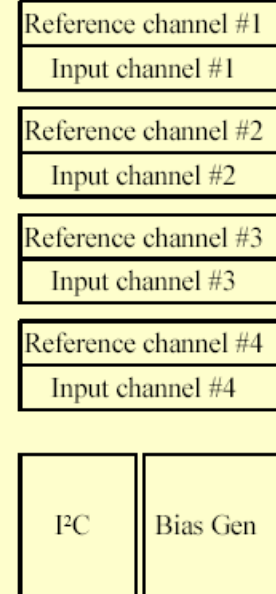 Reference channel #1
Input channel #1
Reference channel #2
Input channel #2
Reference channel #3
Input channel #3
Reference channel #4
Input channel #4
I²C
Bias Gen